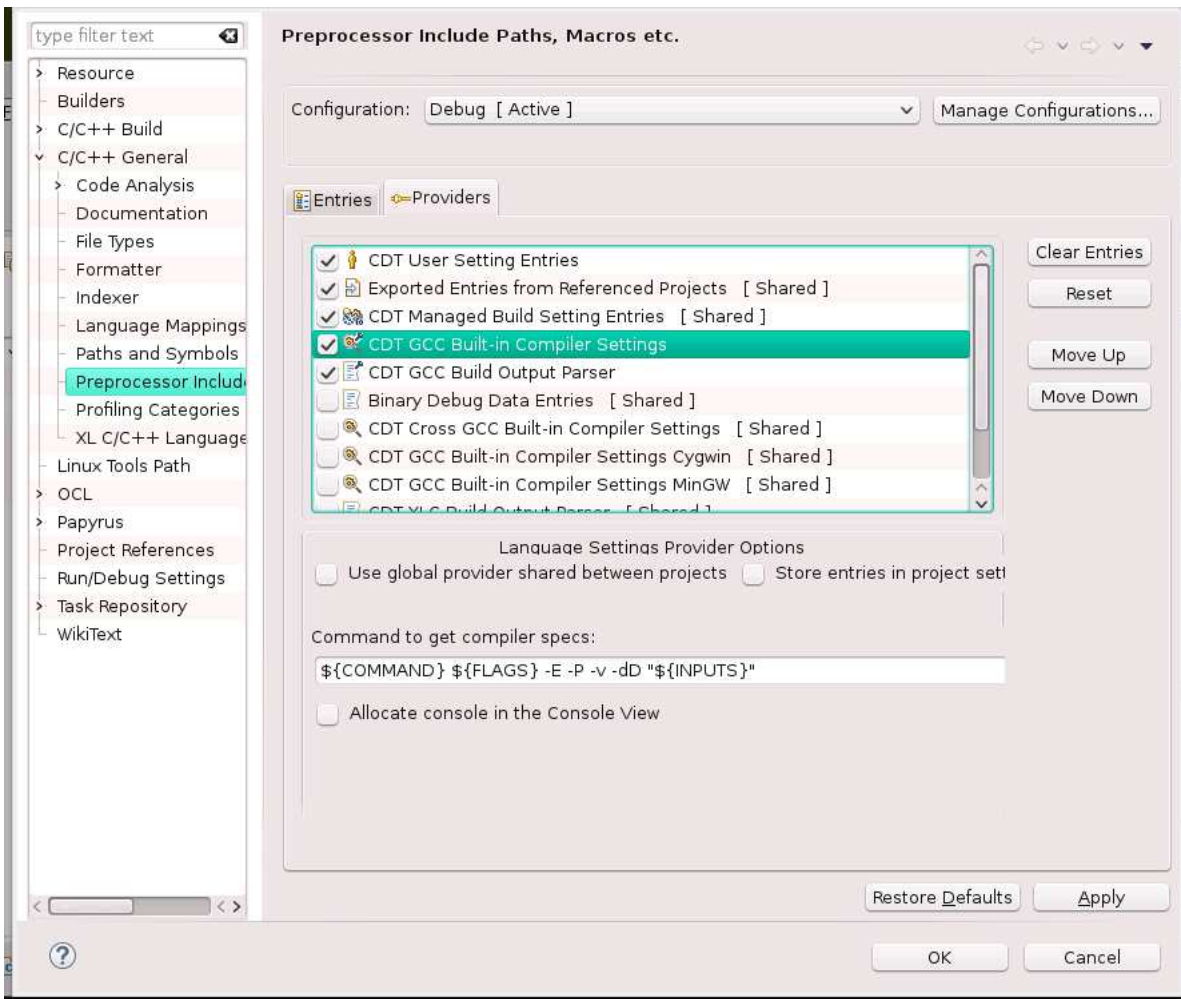 type filter text
Resource
Builders
C/C++ Build
C/C++ General
Code Analysis
Documentation
File Types
Formatter
Indexer
Language Mappings
Paths and Symbols
Preprocessor Includ
Profiling Categories
XL C/C++ Language
Linux Tools Path
OCL
Papyrus
Project References
Run/Debug Settings
Task Repository
WikiText
Preprocessor Include Paths, Macros etc.
Configuration: Debug [ Active ] Manage Configurations...
Entries Providers
CDT User Setting Entries
Exported Entries from Referenced Projects [ Shared ]
CDT Managed Build Setting Entries [ Shared ]
CDT GCC Built-in Compiler Settings
CDT GCC Build Output Parser
Binary Debug Data Entries [ Shared ]
CDT Cross GCC Built-in Compiler Settings [ Shared ]
CDT GCC Built-in Compiler Settings Cygwin [ Shared ]
CDT GCC Built-in Compiler Settings MinGW [ Shared ]
CDT XLC Build Output Parser [ Shared ]
Clear Entries
Reset
Move Up
Move Down
Language Settings Provider Options
Use global provider shared between projects Store entries in project sett
Command to get compiler specs:
${COMMAND} ${FLAGS} -E -P -v -dD "${INPUTS}"
Allocate console in the Console View
Restore Defaults Apply
OK Cancel